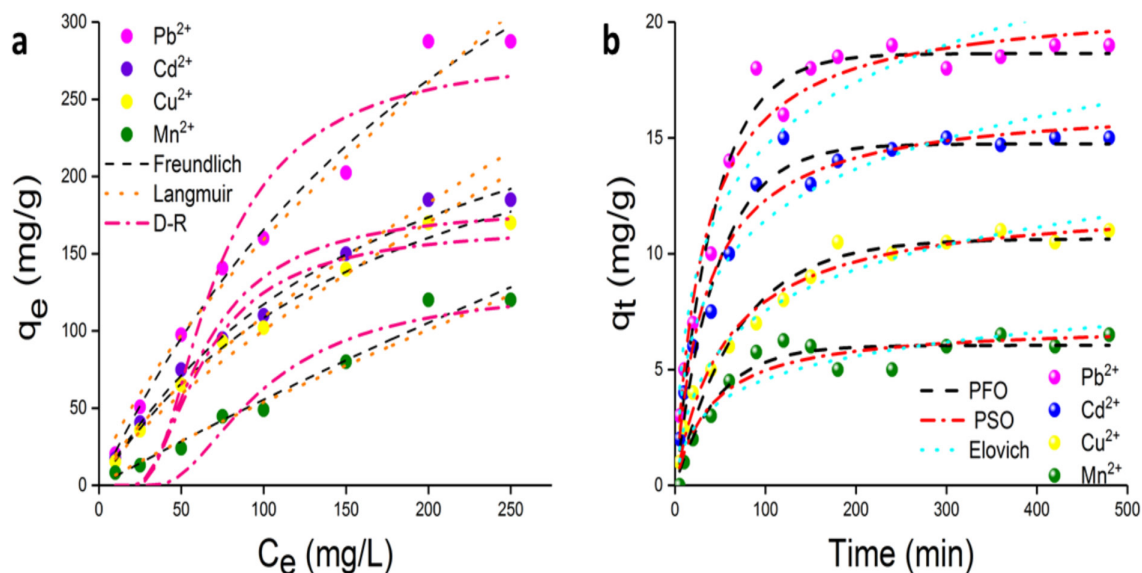 a
300
250
200
150
100
50
0
qe (mg/g)
Pb2+
Cd2+
Cu2+
Mn2+
Freundlich
Langmuir
D-R
0
50
100
150
200
250
Ce (mg/L)
b
20
15
10
5
0
qt (mg/g)
PFO
PSO
Elovich
Pb2+
Cd2+
Cu2+
Mn2+
0
100
200
300
400
500
Time (min)